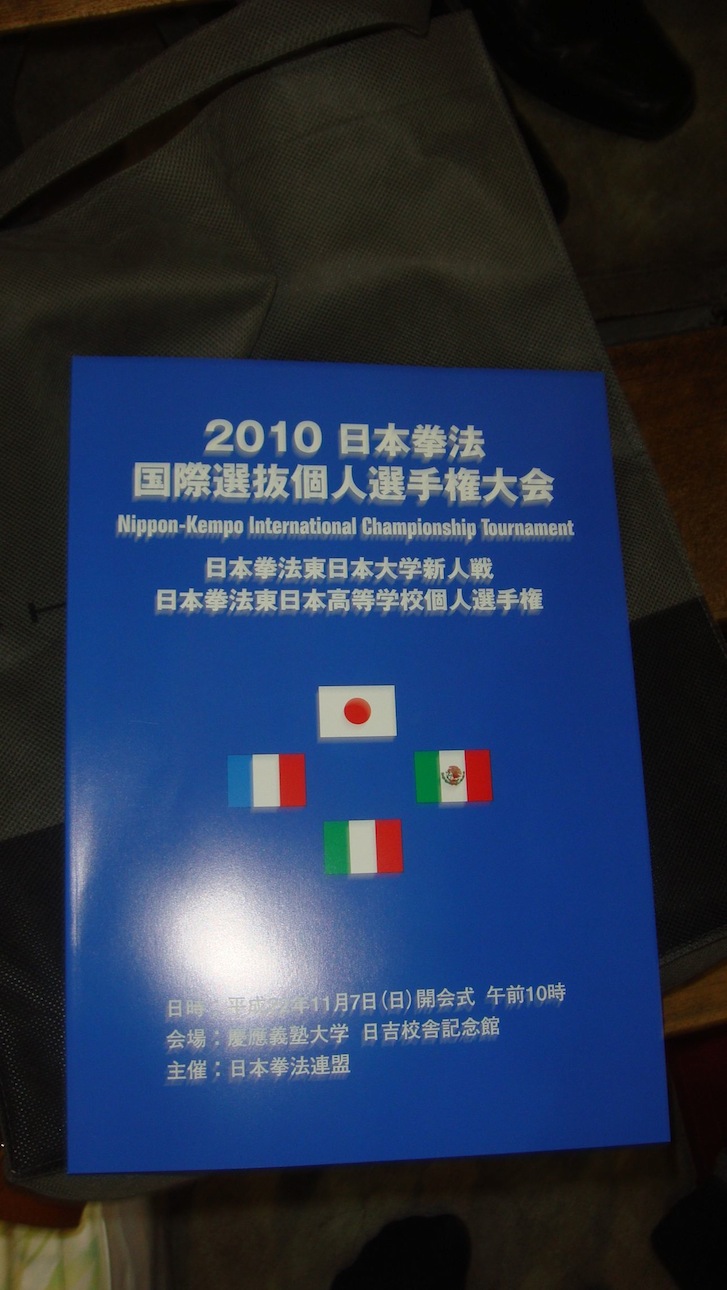 2010 日本拳法
国際選抜個人選手権大会
Nippon-Kempo International Championship Tournament
日本拳法東日本大学新人戦
日本拳法東日本高等学校個人選手権
日時：平成22年11月7日(日)開会式 午前10時
会場：慶應義塾大学 日吉校舎記念館
主催：日本拳法連盟